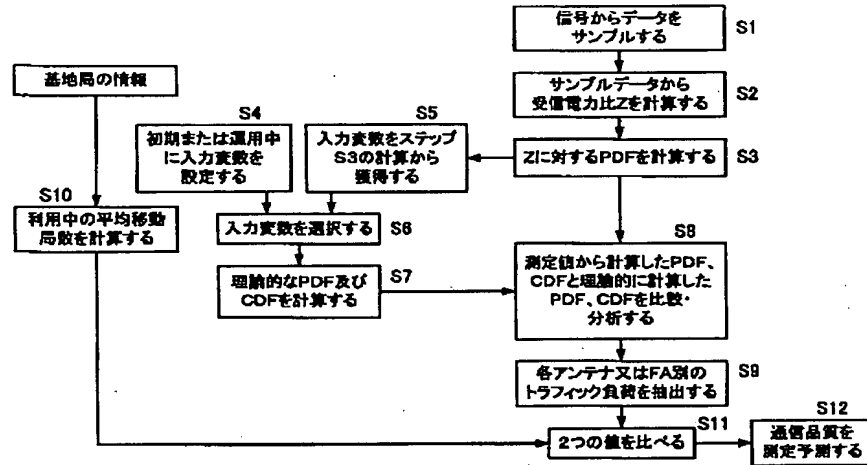 信号からデータを
サンプルする
S1
サンプルデータから
受信電力比Zを計算する
S2
基地局の情報
S4
初期または運用中
に入力変数を
設定する
S5
入力変数をステップ
S3の計算から
獲得する
Zに対するPDFを計算する
S3
S10
利用中の平均移動
局数を計算する
入力変数を選択する
S6
理論的なPDF及び
CDFを計算する
S7
S8
測定値から計算したPDF、
CDFと理論的に計算した
PDF、CDFを比較・
分析する
各アンテナ又はFA別の
トラフィック負荷を抽出する
S9
2つの値を比べる
S11
S12
通信品質を
測定予測する